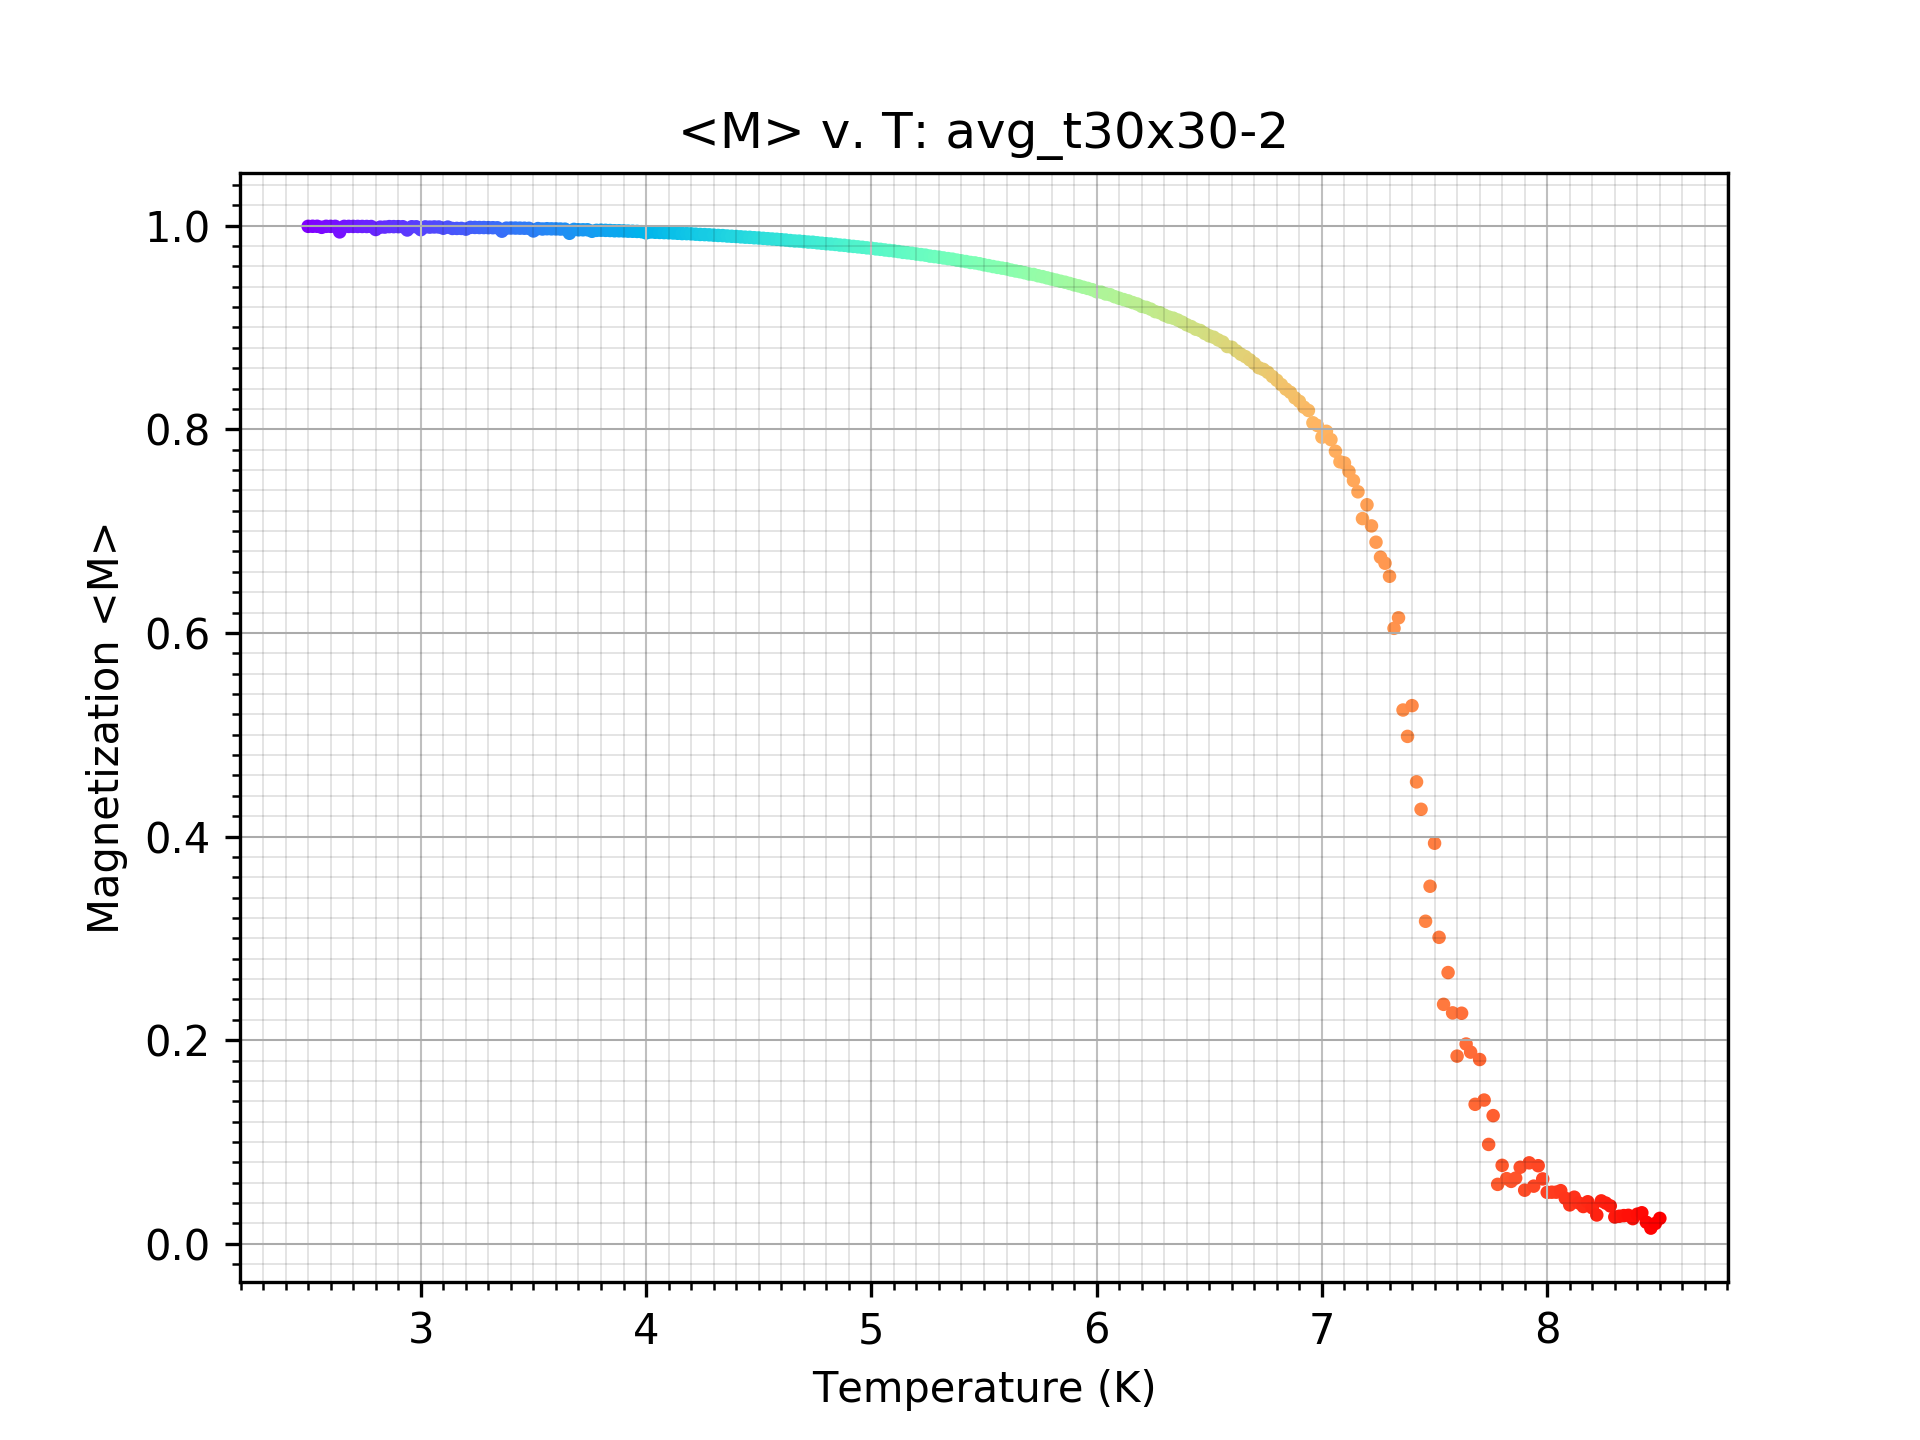 <M> v. T: avg_t30x30-2
1.0
0.8
0.6
0.4
0.2
0.0
Magnetization <M>
3 4 5 6 7 8
Temperature (K)